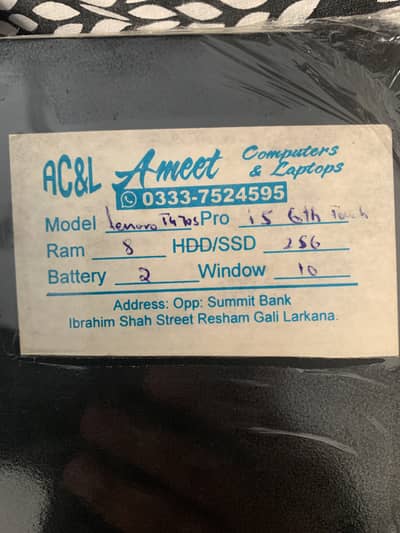 AC&L Ameet Computers & Laptops
0333-7524595
Model Lenovo T470s Pro i5 6th Touch
Ram 8 HDD/SSD 256
Battery 2 Window 10
Address: Opp: Summit Bank
Ibrahim Shah Street Resham Gali Larkana.